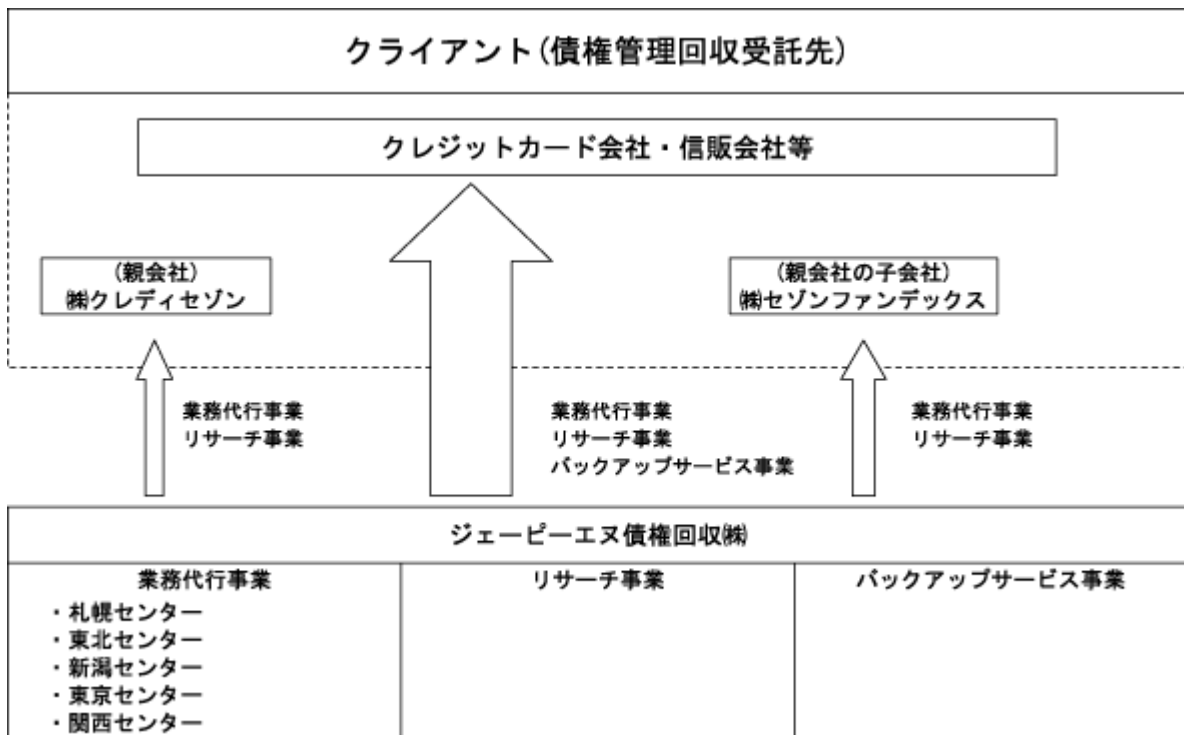 クライアント(債権管理回収受託先)
クレジットカード会社・信販会社等
(親会社)
㈱クレディセゾン
(親会社の子会社)
㈱セゾンファンデックス
業務代行事業
リサーチ事業
業務代行事業
リサーチ事業
バックアップサービス事業
業務代行事業
リサーチ事業
ジェーピーエヌ債権回収㈱
業務代行事業
・札幌センター
・東北センター
・新潟センター
・東京センター
・関西センター
リサーチ事業
バックアップサービス事業